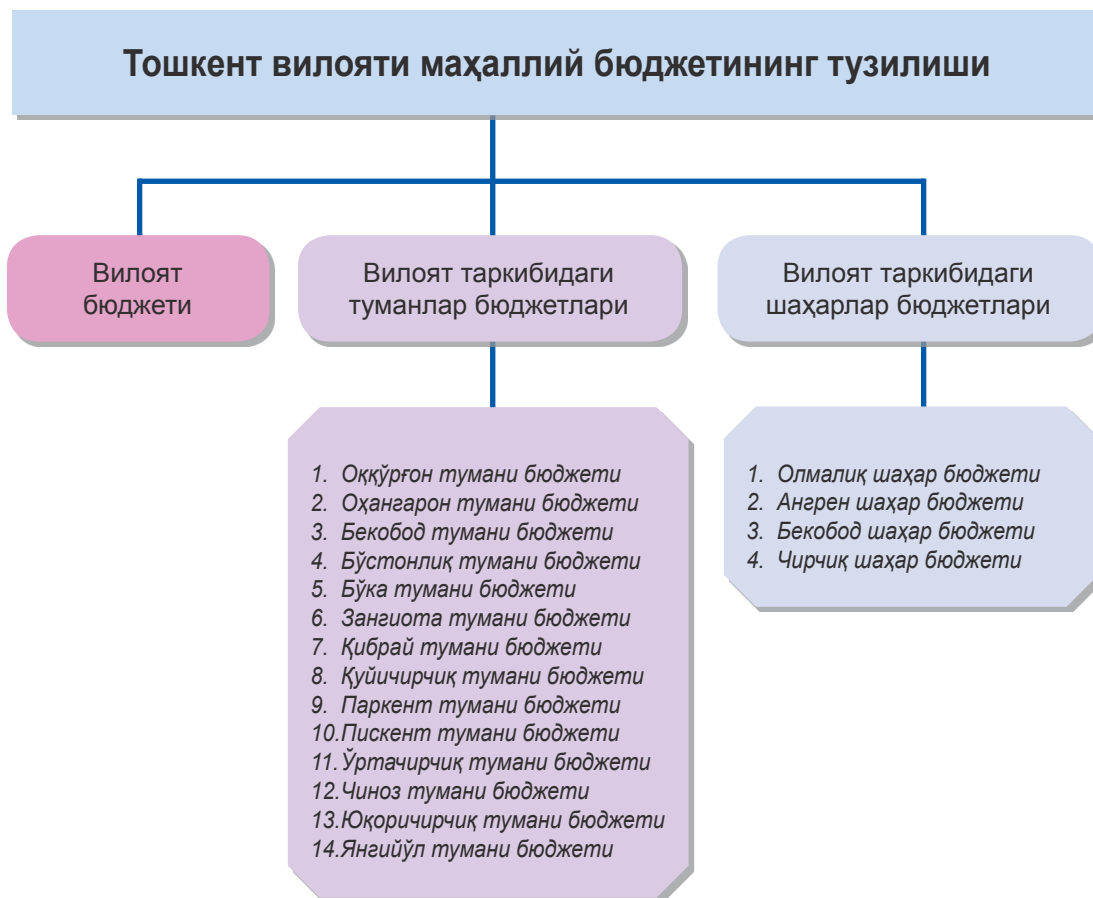 Тошкент вилояти маҳаллий бюджетининг тузилиши
Вилоят
бюджети
Вилоят таркибидаги
туманлар бюджетлари
Вилоят таркибидаги
шаҳарлар бюджетлари
1. Оққўрғон тумани бюджети
2. Оҳангарон тумани бюджети
3. Бекобод тумани бюджети
4. Бўстонлиқ тумани бюджети
5. Бўка тумани бюджети
6. Зангиота тумани бюджети
7. Қибрай тумани бюджети
8. Қуйичирчиқ тумани бюджети
9. Паркент тумани бюджети
10.Пискент тумани бюджети
11.Ўртачирчиқ тумани бюджети
12.Чиноз тумани бюджети
13.Юқоричирчиқ тумани бюджети
14.Янгийўл тумани бюджети
1. Олмалиқ шаҳар бюджети
2. Ангрен шаҳар бюджети
3. Бекобод шаҳар бюджети
4. Чирчиқ шаҳар бюджети